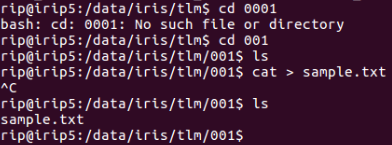 rip@irip5:/data/iris/tlm$ cd 0001
bash: cd: 0001: No such file or directory
rip@irip5:/data/iris/tlm$ cd 001
rip@irip5:/data/iris/tlm/001$ ls
rip@irip5:/data/iris/tlm/001$ cat > sample.txt
^C
rip@irip5:/data/iris/tlm/001$ ls
sample.txt
rip@irip5:/data/iris/tlm/001$